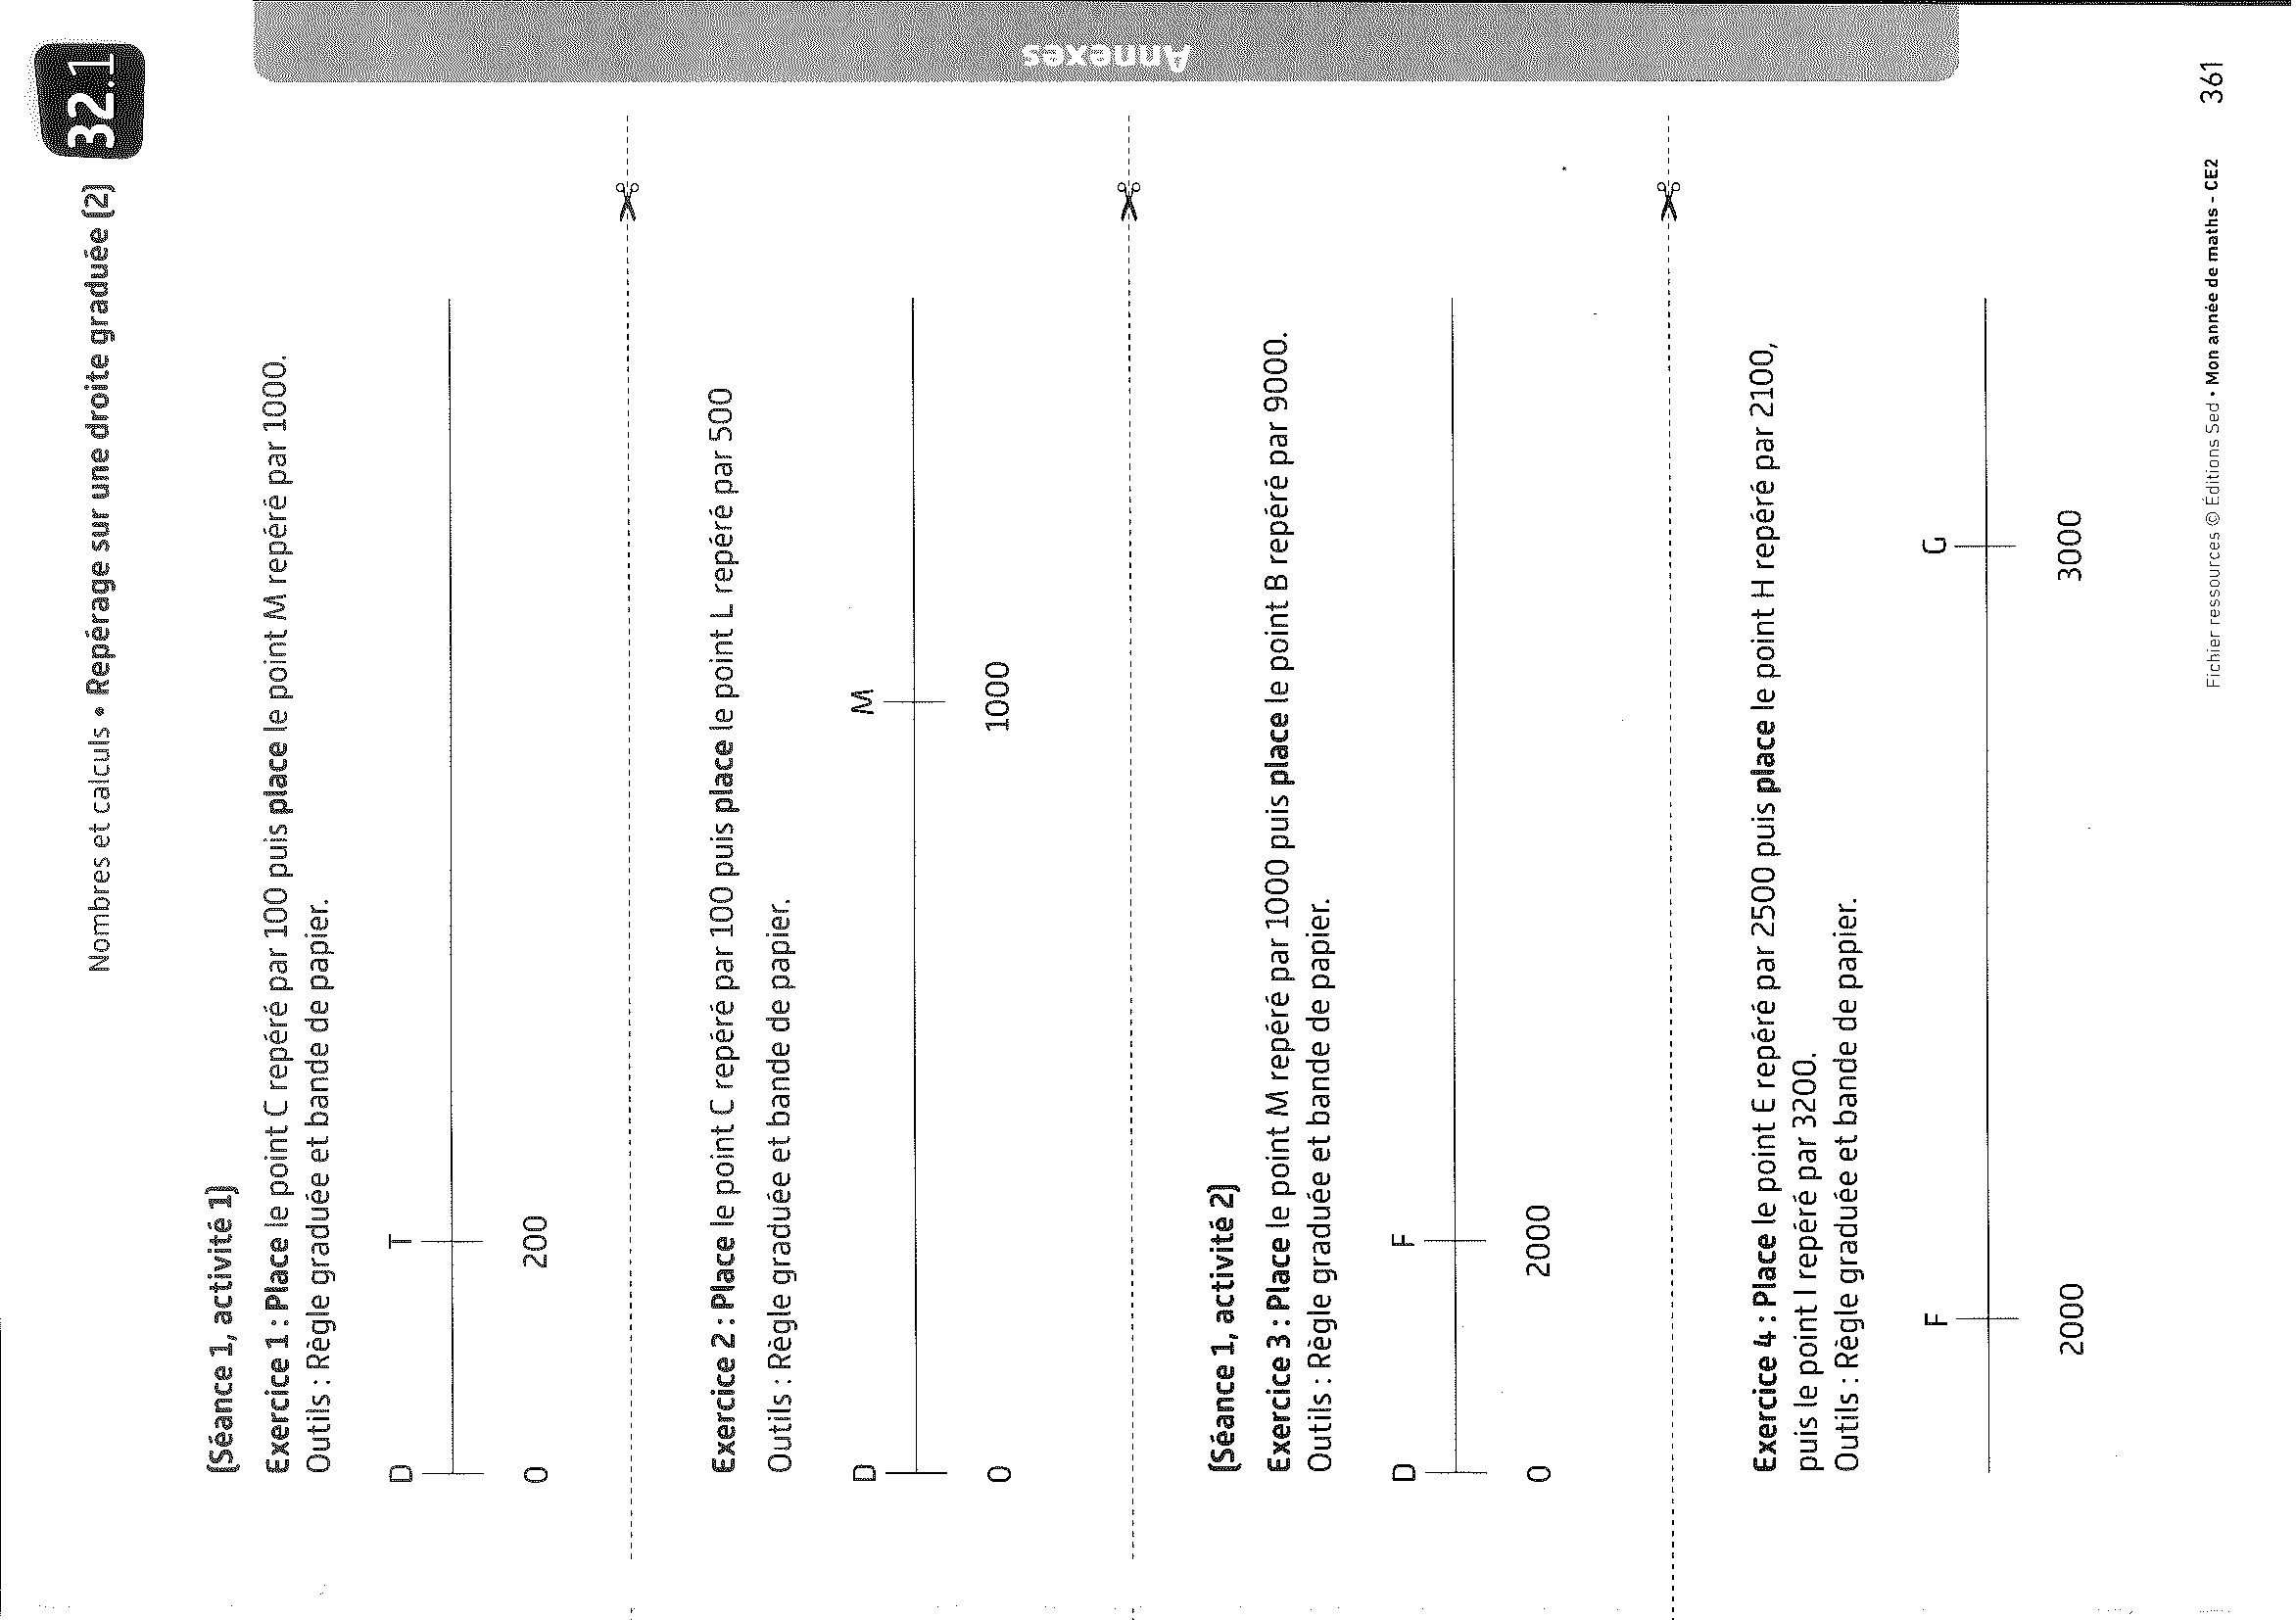 Nombres et calculs • Repérage sur une droite graduée (2) 32.1
(Séance 1, activité 1)
Exercice 1 : Place le point C repéré par 100 puis place le point M repéré par 1000.
Outils : Règle graduée et bande de papier.
D T
0 200
Exercice 2 : Place le point C repéré par 100 puis place le point L repéré par 500
Outils : Règle graduée et bande de papier.
D M
0 1000
(Séance 1, activité 2)
Exercice 3 : Place le point M repéré par 1000 puis place le point B repéré par 9000.
Outils : Règle graduée et bande de papier.
D F
0 2000
Exercice 4 : Place le point E repéré par 2500 puis place le point H repéré par 2100,
puis le point I repéré par 3200.
Outils : Règle graduée et bande de papier.
F G
2000 3000
Annexes
Fichier ressources © Éditions Sed • Mon année de maths - CE2 361